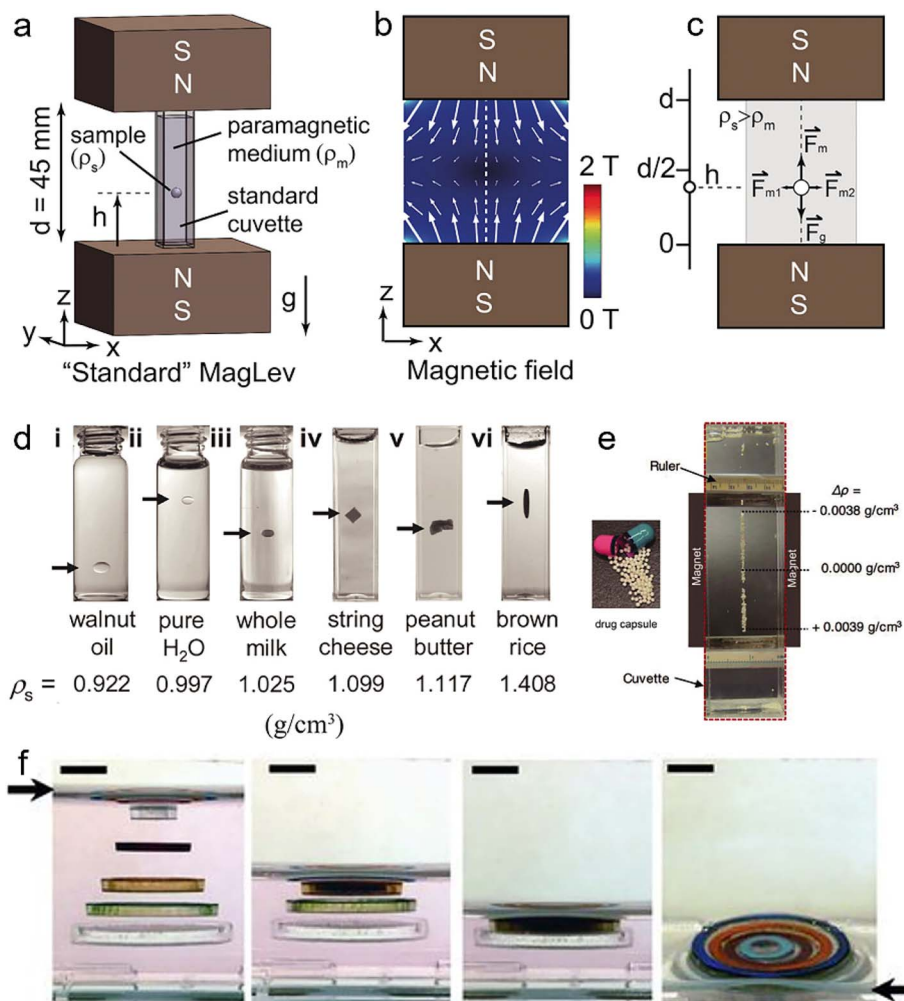 a
S
N
d = 45 mm
sample
(ρs)
paramagnetic
medium (ρm)
h
standard
cuvette
N
S
g
z
y
x
“Standard” MagLev
b
S
N
2 T
0 T
N
S
z
x
Magnetic field
c
S
N
d
d/2
h
0
ρs>ρm
Fm
Fm1
Fm2
Fg
N
S
d
i ii iii iv v vi
walnut oil
pure H2O
whole milk
string cheese
peanut butter
brown rice
ρs = 0.922 0.997 1.025 1.099 1.117 1.408
(g/cm³)
e
Ruler
Δρ =
- 0.0038 g/cm³
Magnet
Magnet
0.0000 g/cm³
drug capsule
+ 0.0039 g/cm³
Cuvette
f